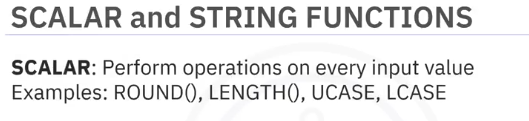 SCALAR and STRING FUNCTIONS
SCALAR: Perform operations on every input value
Examples: ROUND(), LENGTH(), UCASE, LCASE